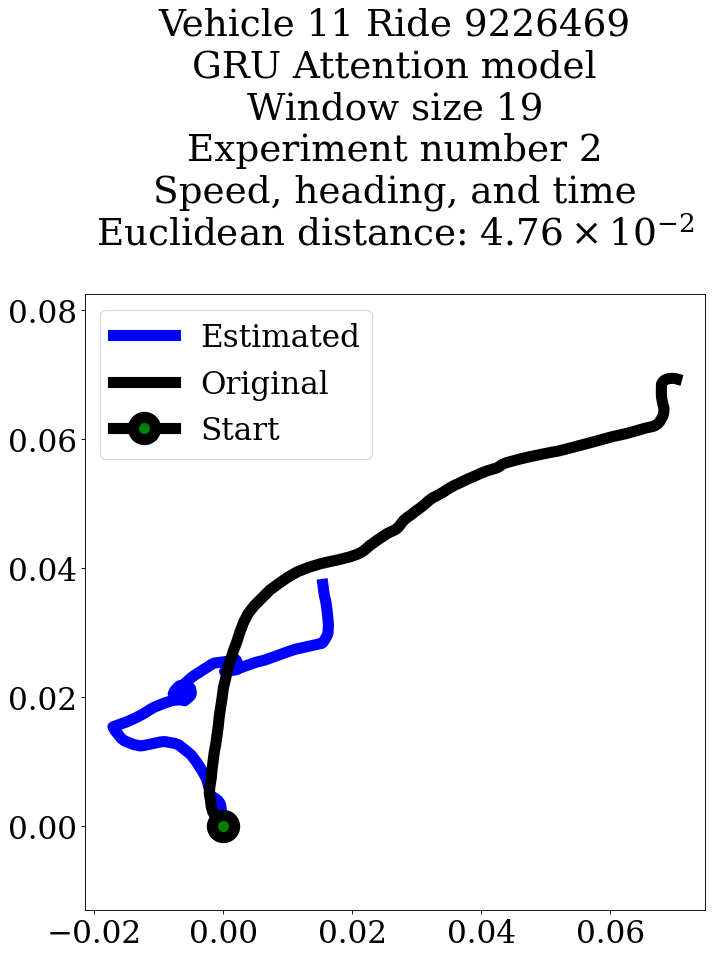 Vehicle 11 Ride 9226469
GRU Attention model
Window size 19
Experiment number 2
Speed, heading, and time
Euclidean distance: 4.76 × 10⁻²
0.08
Estimated
Original
Start
0.06
0.04
0.02
0.00
−0.02 0.00 0.02 0.04 0.06